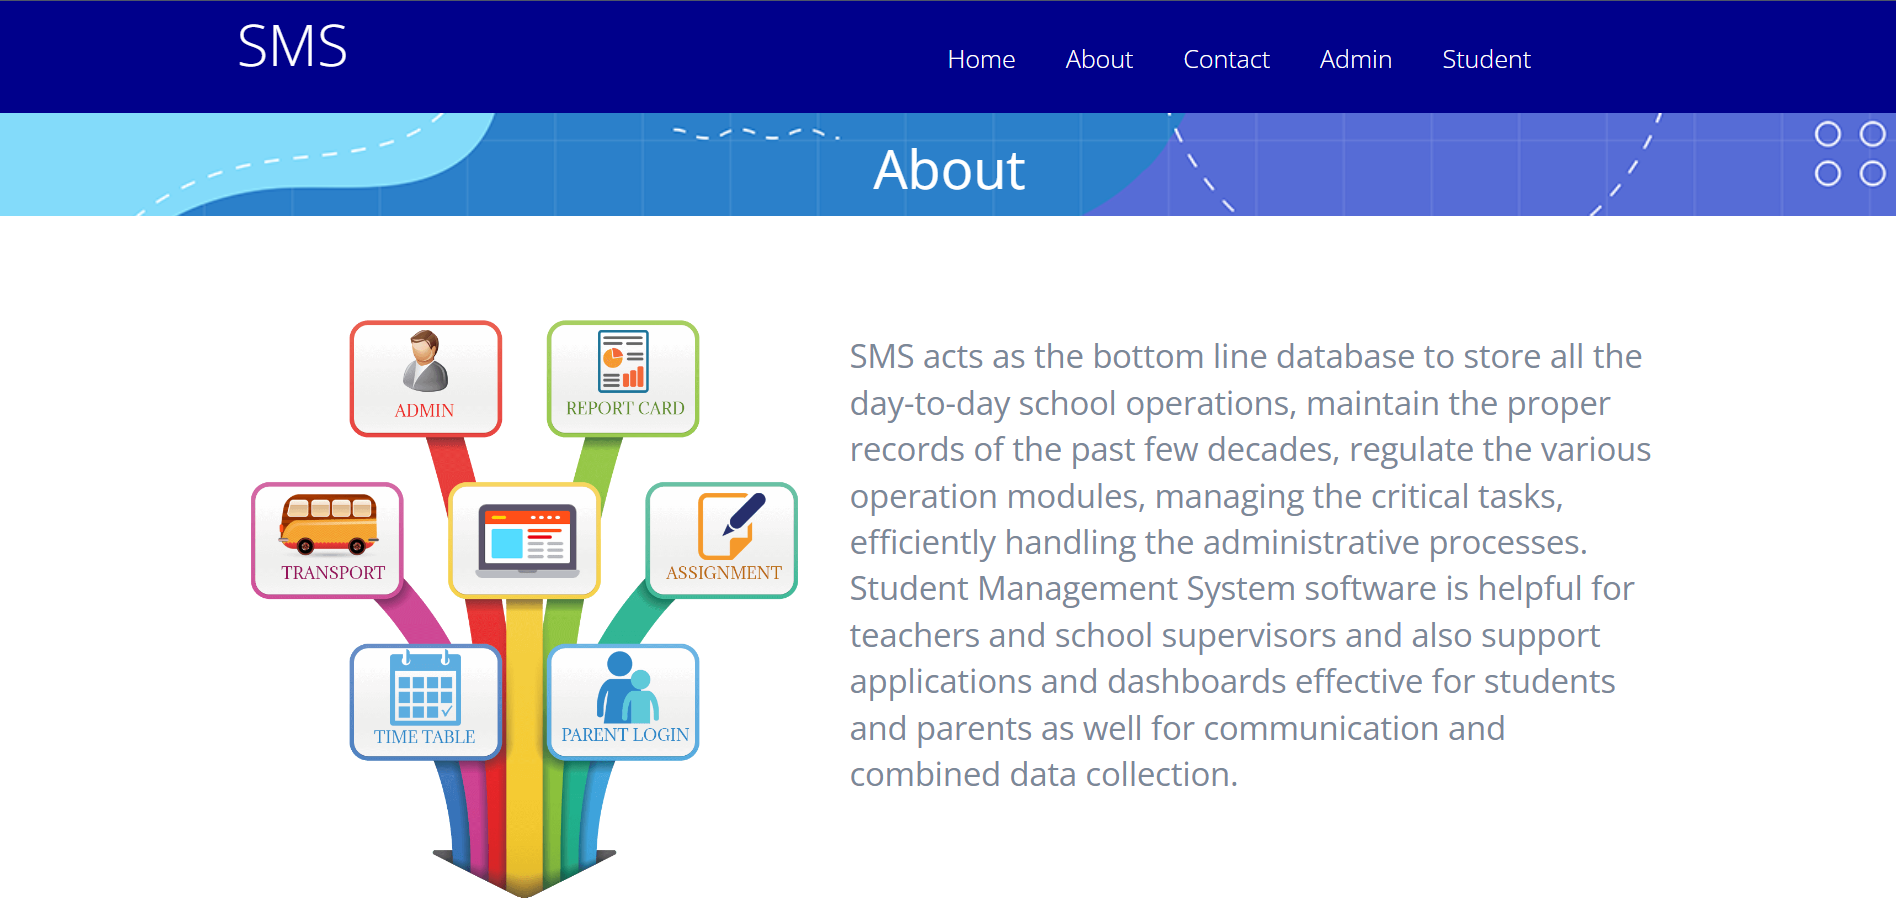 SMS
Home About Contact Admin Student
About
ADMIN
REPORT CARD
TRANSPORT
ASSIGNMENT
TIME TABLE
PARENT LOGIN
SMS acts as the bottom line database to store all the
day-to-day school operations, maintain the proper
records of the past few decades, regulate the various
operation modules, managing the critical tasks,
efficiently handling the administrative processes.
Student Management System software is helpful for
teachers and school supervisors and also support
applications and dashboards effective for students
and parents as well for communication and
combined data collection.